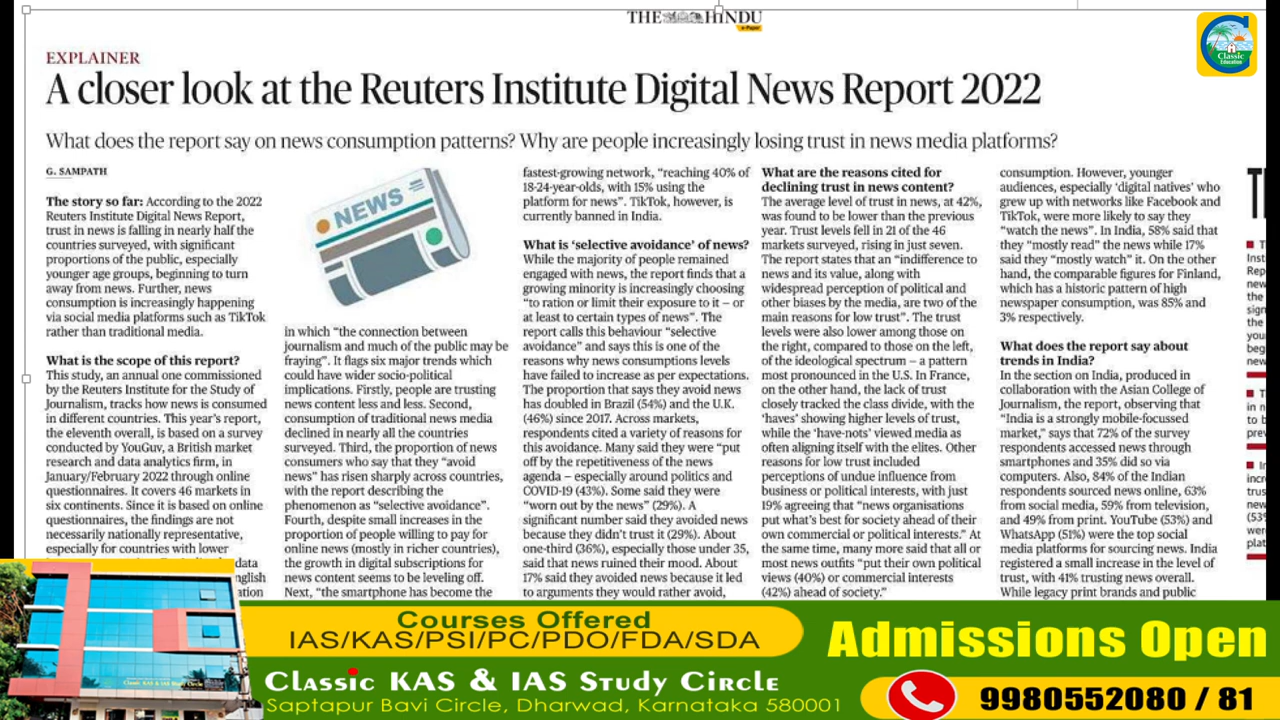 THE HINDU
e-Paper
Classic
Education
EXPLAINER
A closer look at the Reuters Institute Digital News Report 2022
What does the report say on news consumption patterns? Why are people increasingly losing trust in news media platforms?
G. SAMPATH
The story so far: According to the 2022
Reuters Institute Digital News Report,
trust in news is falling in nearly half the
countries surveyed, with significant
proportions of the public, especially
younger age groups, beginning to turn
away from news. Further, news
consumption is increasingly happening
via social media platforms such as TikTok
rather than traditional media.
What is the scope of this report?
This study, an annual one commissioned
by the Reuters Institute for the Study of
Journalism, tracks how news is consumed
in different countries. This year's report,
the eleventh overall, is based on a survey
conducted by YouGuv, a British market
research and data analytics firm, in
January/February 2022 through online
questionnaires. It covers 46 markets in
six continents. Since it is based on online
questionnaires, the findings are not
necessarily nationally representative,
especially for countries with lower
data
nglish
ation
NEWS
in which "the connection between
journalism and much of the public may be
fraying". It flags six major trends which
could have wider socio-political
implications. Firstly, people are trusting
news content less and less. Second,
consumption of traditional news media
declined in nearly all the countries
surveyed. Third, the proportion of news
consumers who say that they "avoid
news" has risen sharply across countries,
with the report describing the
phenomenon as "selective avoidance".
Fourth, despite small increases in the
proportion of people willing to pay for
online news (mostly in richer countries),
the growth in digital subscriptions for
news content seems to be leveling off.
Next, "the smartphone has become the
fastest-growing network, "reaching 40% of
18-24-year-olds, with 15% using the
platform for news". TikTok, however, is
currently banned in India.
What is 'selective avoidance' of news?
While the majority of people remained
engaged with news, the report finds that a
growing minority is increasingly choosing
"to ration or limit their exposure to it – or
at least to certain types of news". The
report calls this behaviour "selective
avoidance" and says this is one of the
reasons why news consumptions levels
have failed to increase as per expectations.
The proportion that says they avoid news
has doubled in Brazil (54%) and the U.K.
(46%) since 2017. Across markets,
respondents cited a variety of reasons for
this avoidance. Many said they were "put
off by the repetitiveness of the news
agenda – especially around politics and
COVID-19 (43%). Some said they were
"worn out by the news" (29%). A
significant number said they avoided news
because they didn't trust it (29%). About
one-third (36%), especially those under 35,
said that news ruined their mood. About
17% said they avoided news because it led
to arguments they would rather avoid,
What are the reasons cited for
declining trust in news content?
The average level of trust in news, at 42%,
was found to be lower than the previous
year. Trust levels fell in 21 of the 46
markets surveyed, rising in just seven.
The report states that an "indifference to
news and its value, along with
widespread perception of political and
other biases by the media, are two of the
main reasons for low trust". The trust
levels were also lower among those on
the right, compared to those on the left,
of the ideological spectrum – a pattern
most pronounced in the U.S. In France,
on the other hand, the lack of trust
closely tracked the class divide, with the
'haves' showing higher levels of trust,
while the 'have-nots' viewed media as
often aligning itself with the elites. Other
reasons for low trust included
perceptions of undue influence from
business or political interests, with just
19% agreeing that "news organisations
put what's best for society ahead of their
own commercial or political interests." At
the same time, many more said that all or
most news outfits "put their own political
views (40%) or commercial interests
(42%) ahead of society."
consumption. However, younger
audiences, especially 'digital natives' who
grew up with networks like Facebook and
TikTok, were more likely to say they
"watch the news". In India, 58% said that
they "mostly read" the news while 17%
said they "mostly watch" it. On the other
hand, the comparable figures for Finland,
which has a historic pattern of high
newspaper consumption, was 85% and
3% respectively.
What does the report say about
trends in India?
In the section on India, produced in
collaboration with the Asian College of
Journalism, the report, observing that
"India is a strongly mobile-focussed
market," says that 72% of the survey
respondents accessed news through
smartphones and 35% did so via
computers. Also, 84% of the Indian
respondents sourced news online, 63%
from social media, 59% from television,
and 49% from print. YouTube (53%) and
WhatsApp (51%) were the top social
media platforms for sourcing news. India
registered a small increase in the level of
trust, with 41% trusting news overall.
While legacy print brands and public
Courses Offered
IAS/KAS/PSI/PC/PDO/FDA/SDA
Classic KAS & IAS Study Circle
Saptapur Bavi Circle, Dharwad, Karnataka 580001
Admissions Open
9980552080 / 81